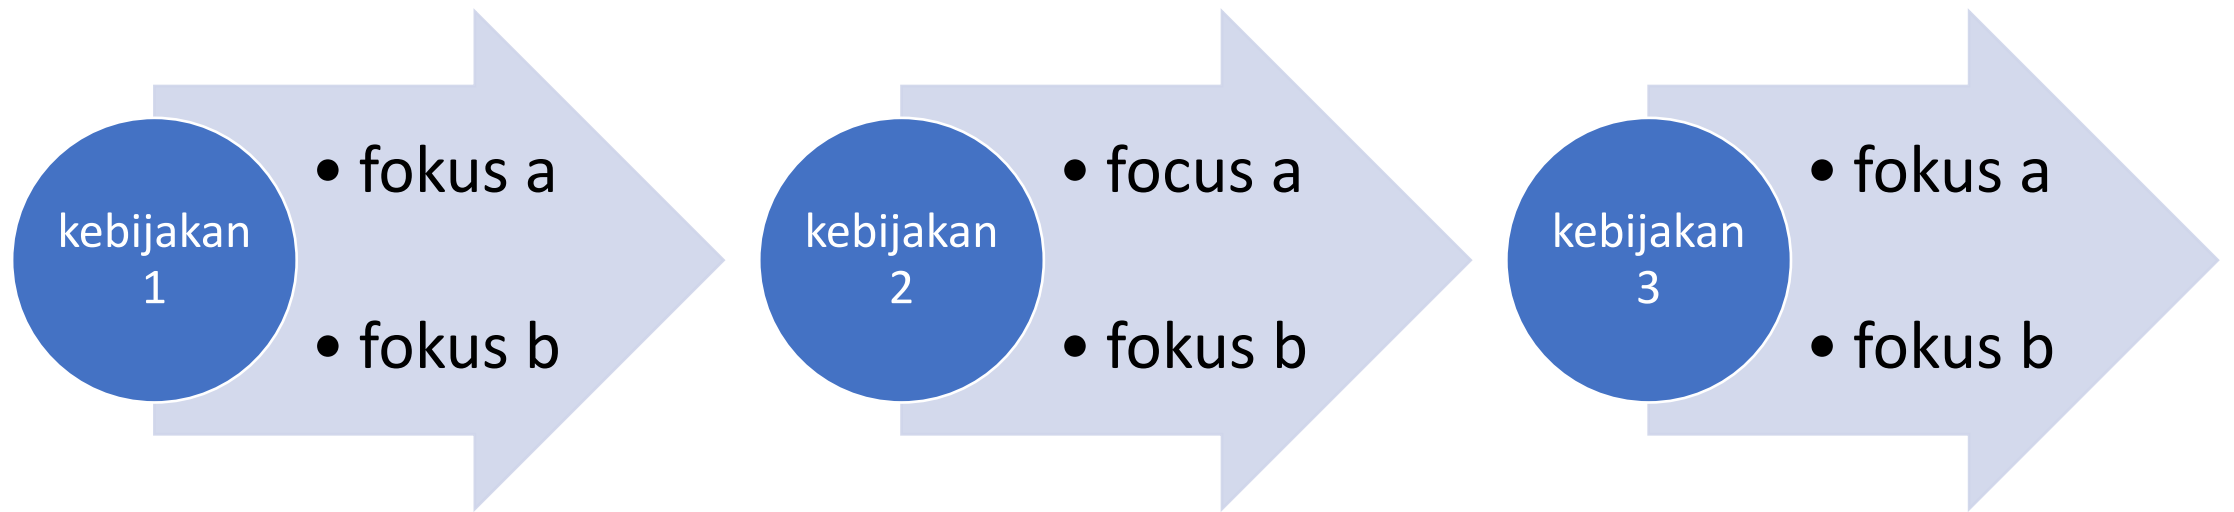 kebijakan
1
• fokus a
• fokus b
kebijakan
2
• focus a
• fokus b
kebijakan
3
• fokus a
• fokus b